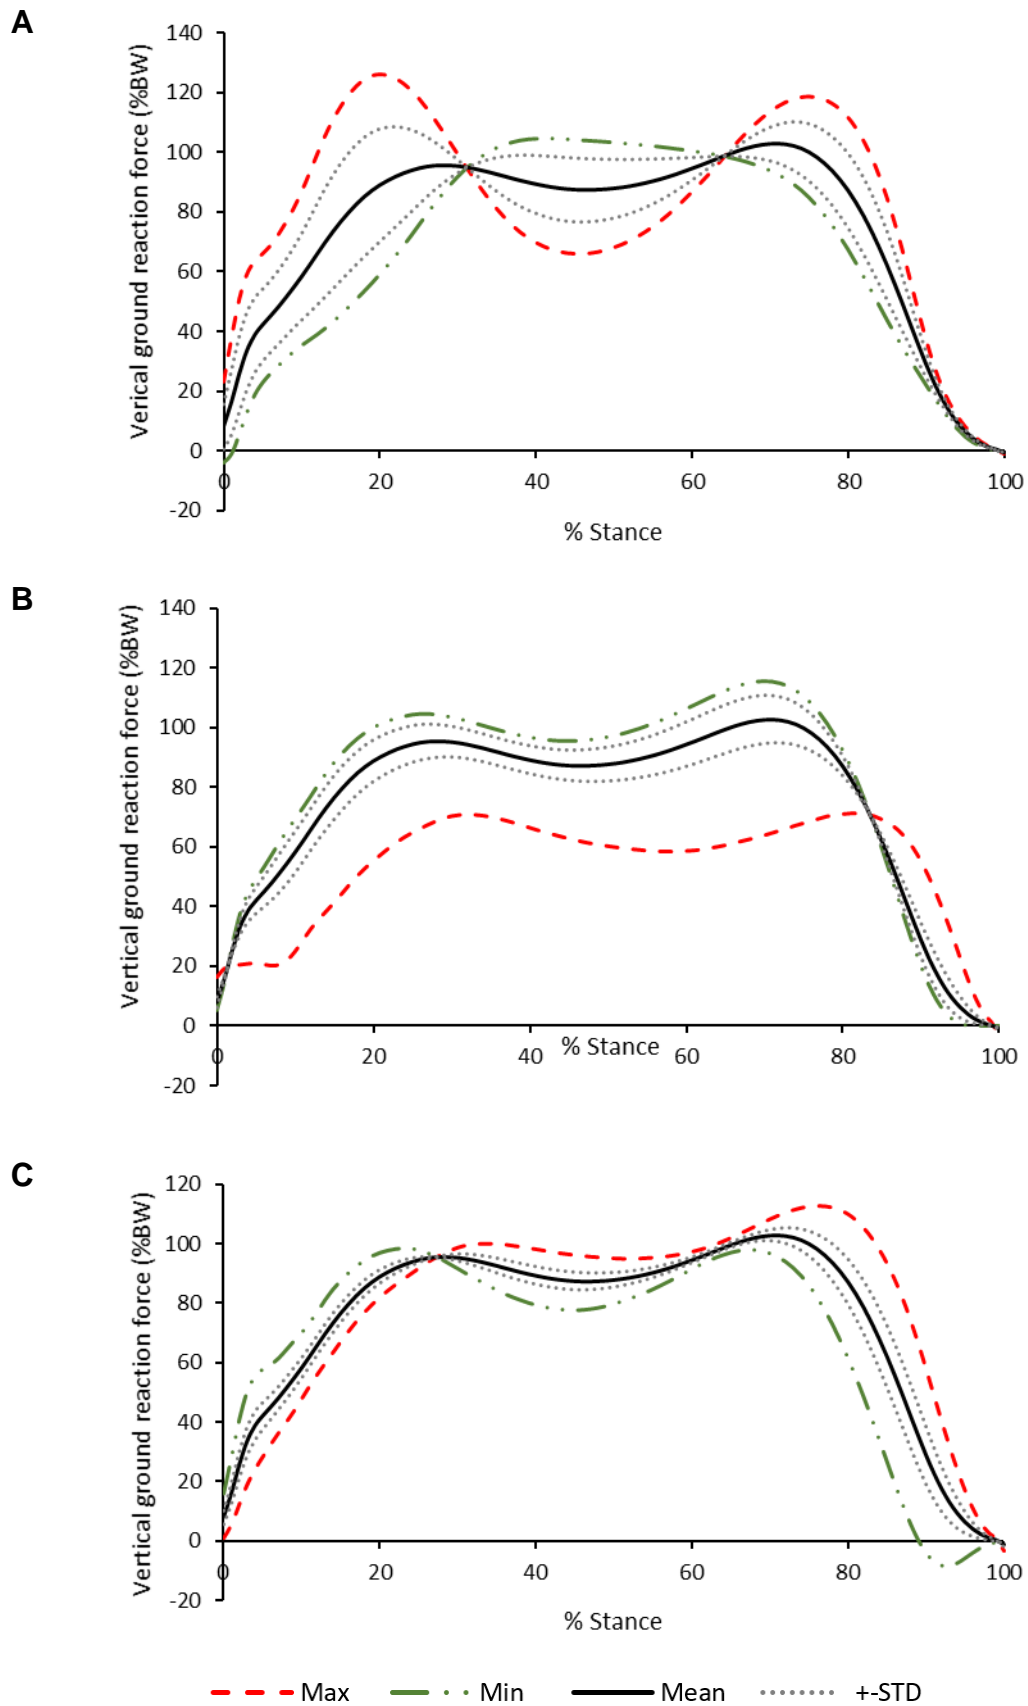 A
Verical ground reaction force (%BW)
140
120
100
80
60
40
20
0
-20
0 20 40 60 80 100
% Stance
B
Vertical ground reaction force (%BW)
140
120
100
80
60
40
20
0
-20
0 20 40 60 80 100
% Stance
C
Vertical ground reaction force (%BW)
120
100
80
60
40
20
0
-20
0 20 40 60 80 100
% Stance
Max Min Mean +-STD